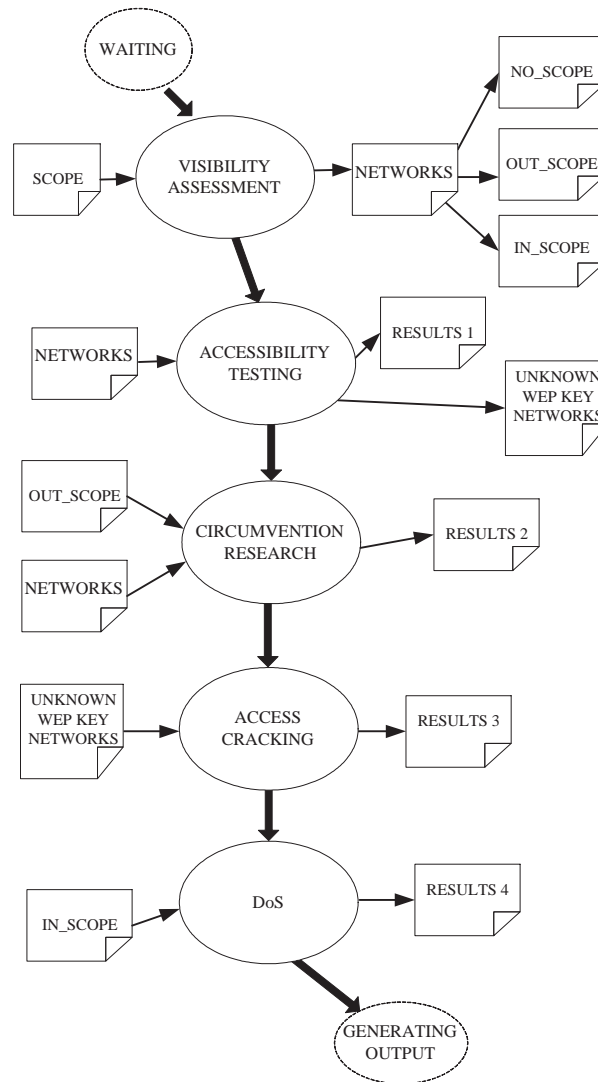 WAITING
NO_SCOPE
SCOPE
VISIBILITY
ASSESSMENT
NETWORKS
OUT_SCOPE
IN_SCOPE
NETWORKS
ACCESSIBILITY
TESTING
RESULTS 1
UNKNOWN
WEP KEY
NETWORKS
OUT_SCOPE
NETWORKS
CIRCUMVENTION
RESEARCH
RESULTS 2
UNKNOWN
WEP KEY
NETWORKS
ACCESS
CRACKING
RESULTS 3
IN_SCOPE
DoS
RESULTS 4
GENERATING
OUTPUT